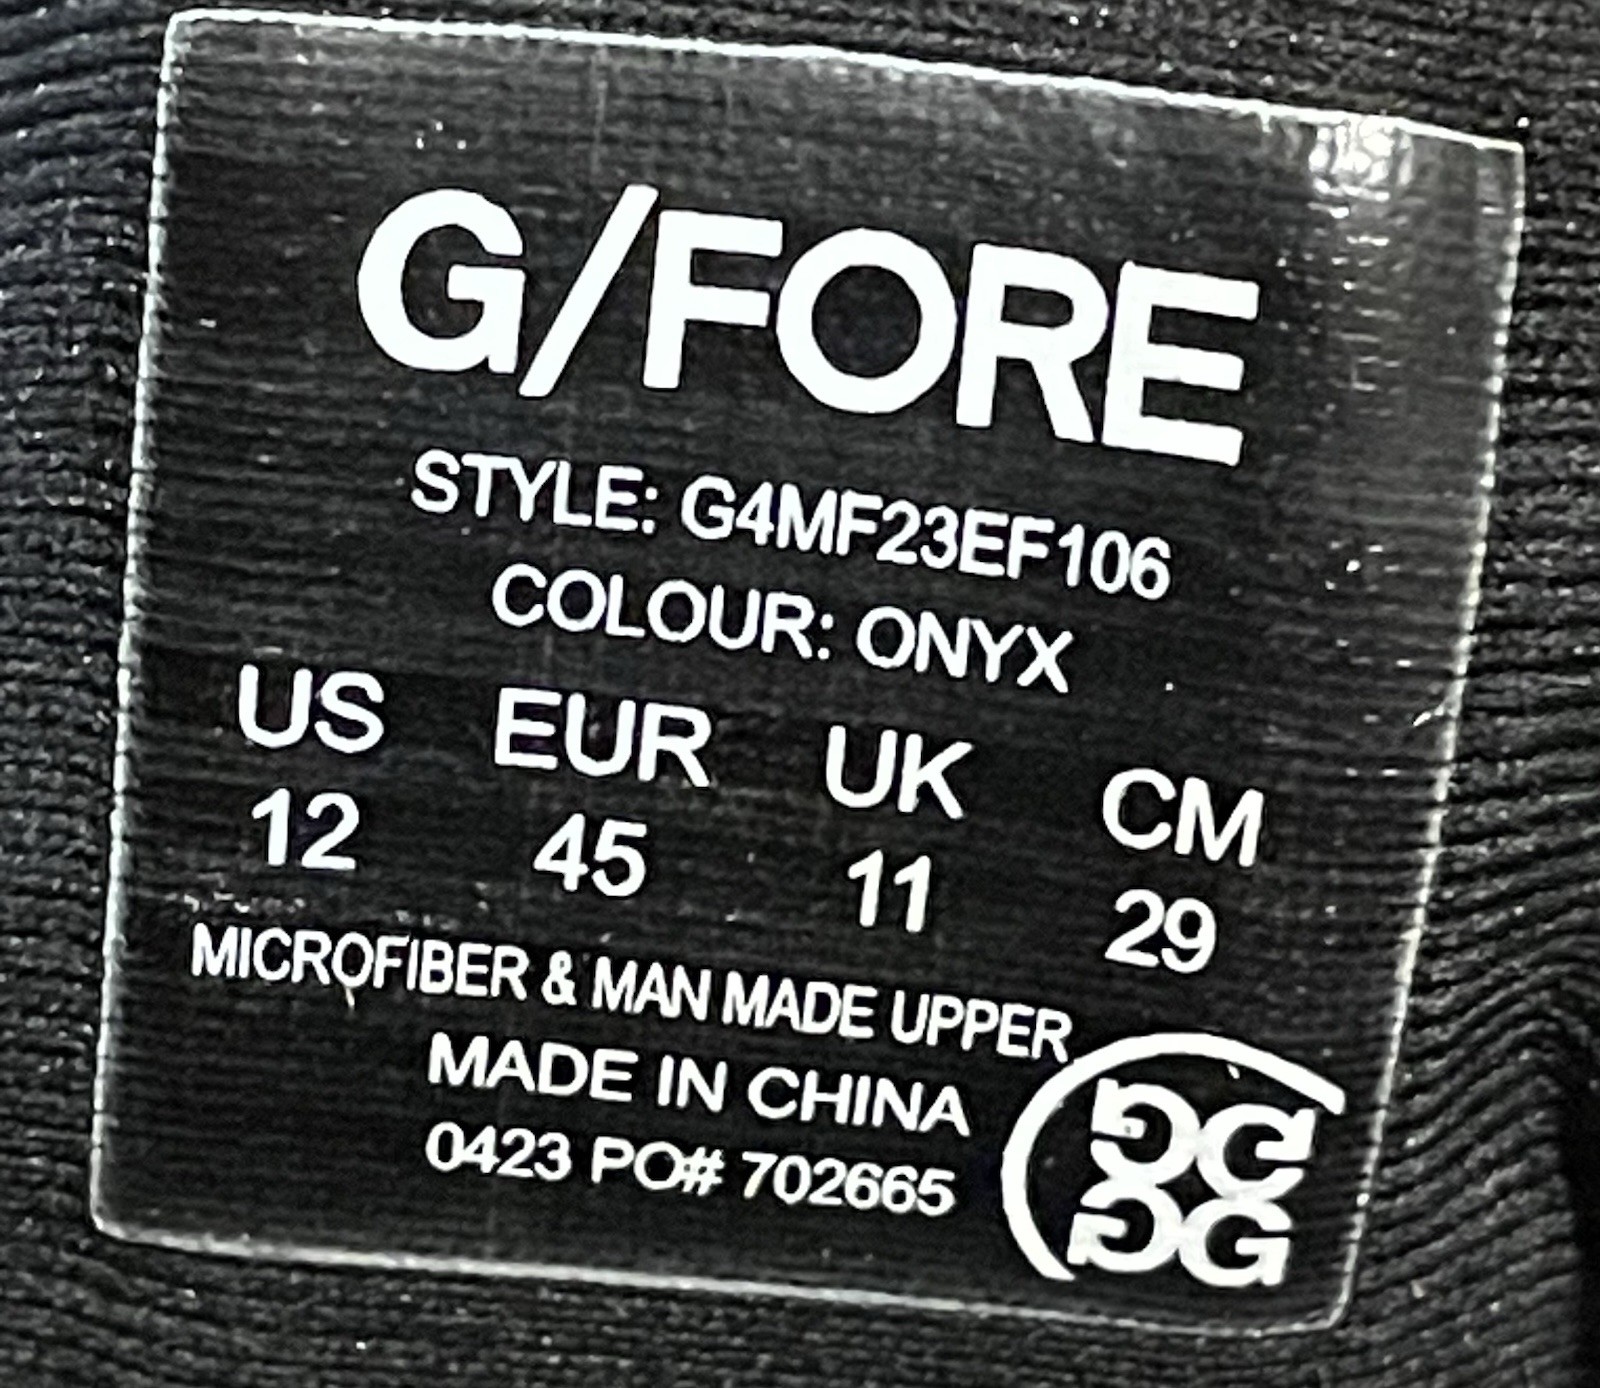 G/FORE
STYLE: G4MF23EF106
COLOUR: ONYX
US EUR UK CM
12 45 11 29
MICROFIBER & MAN MADE UPPER
MADE IN CHINA
0423 PO# 702665